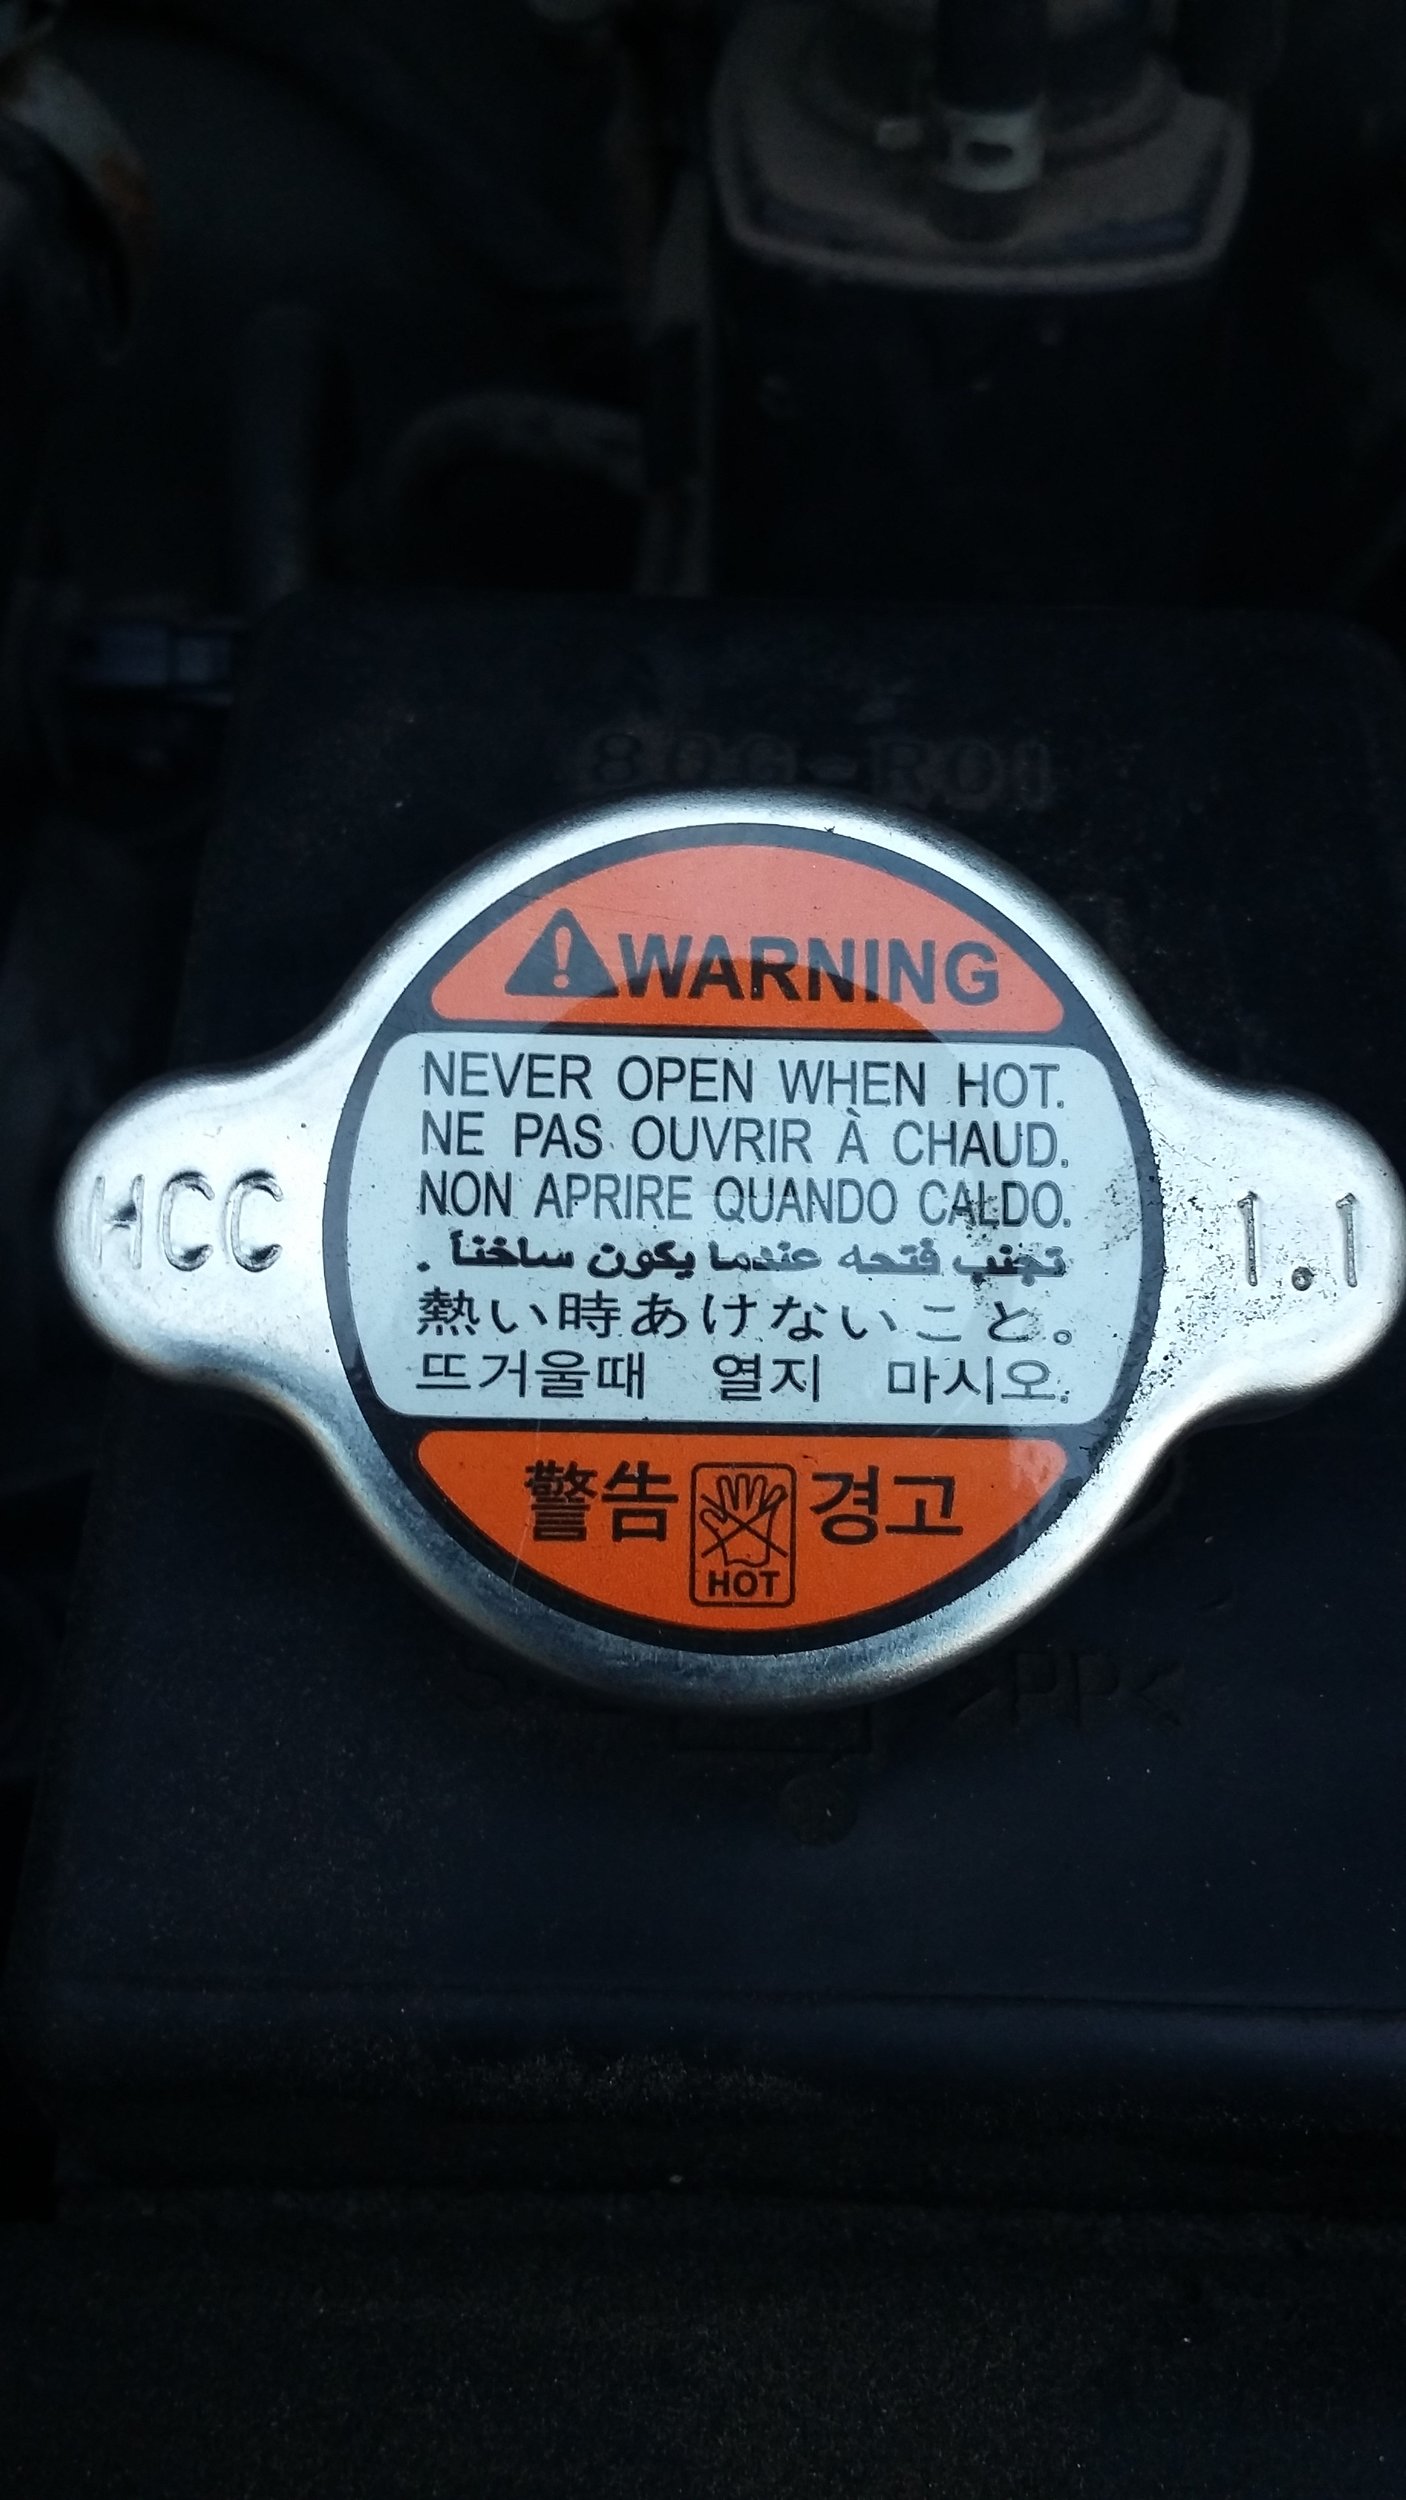 WARNING
NEVER OPEN WHEN HOT.
NE PAS OUVRIR À CHAUD.
NON APRIRE QUANDO CALDO.
تجنب فتحه عندما يكون ساخناً .
熱い時あけないこと。
뜨거울때 열지 마시오.
警告 경고
HOT
HCC 1.1
>PP<